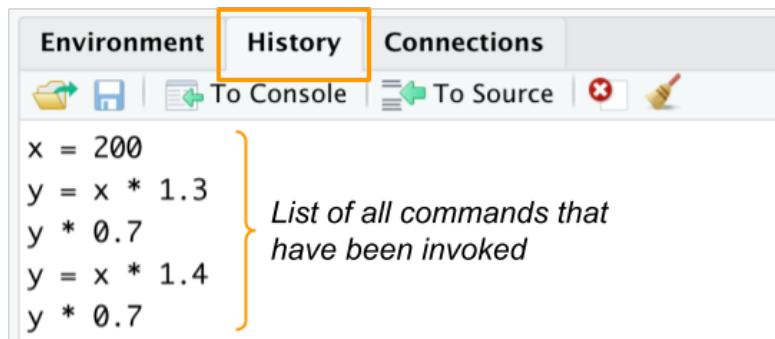 Environment History Connections
To Console To Source
x = 200
y = x * 1.3
y * 0.7
y = x * 1.4
y * 0.7
List of all commands that
have been invoked